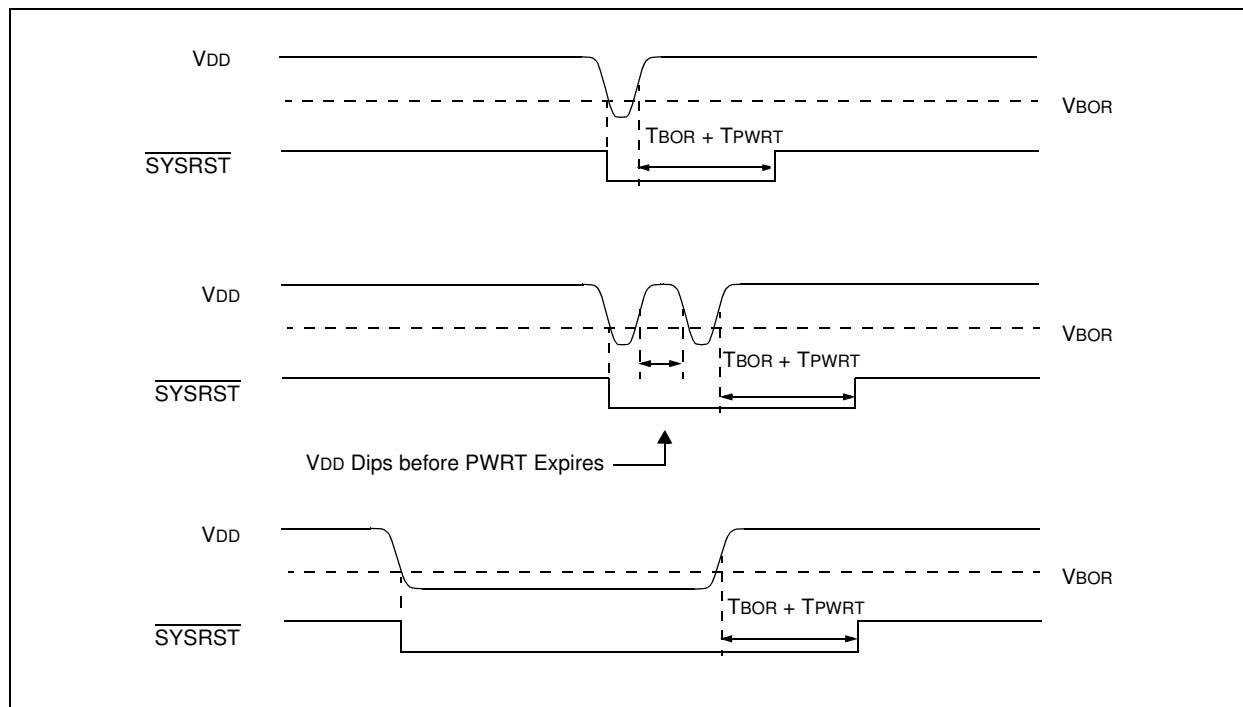 VDD
VBOR
TBOR + TPWRT
SYSRST
VDD
VBOR
TBOR + TPWRT
SYSRST
VDD Dips before PWRT Expires
VDD
VBOR
TBOR + TPWRT
SYSRST